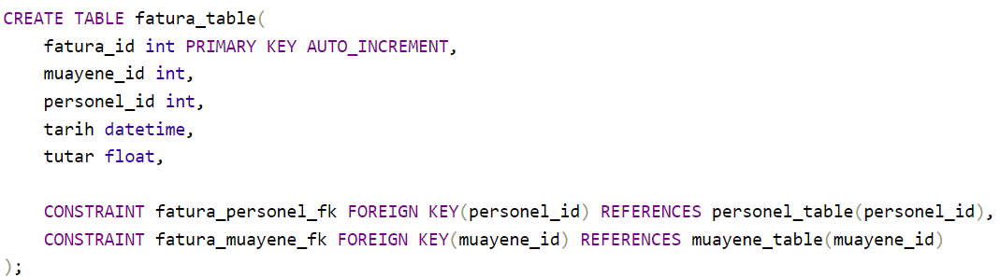 CREATE TABLE fatura_table(
    fatura_id int PRIMARY KEY AUTO_INCREMENT,
    muayene_id int,
    personel_id int,
    tarih datetime,
    tutar float,

    CONSTRAINT fatura_personel_fk FOREIGN KEY(personel_id) REFERENCES personel_table(personel_id),
    CONSTRAINT fatura_muayene_fk FOREIGN KEY(muayene_id) REFERENCES muayene_table(muayene_id)
);